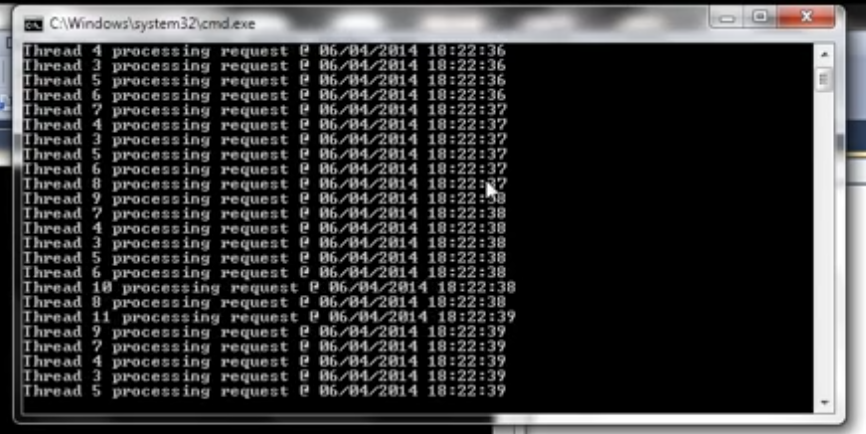 C:\Windows\system32\cmd.exe
Thread 4 processing request @ 06/04/2014 18:22:36
Thread 3 processing request @ 06/04/2014 18:22:36
Thread 5 processing request @ 06/04/2014 18:22:36
Thread 6 processing request @ 06/04/2014 18:22:36
Thread 7 processing request @ 06/04/2014 18:22:37
Thread 4 processing request @ 06/04/2014 18:22:37
Thread 3 processing request @ 06/04/2014 18:22:37
Thread 5 processing request @ 06/04/2014 18:22:37
Thread 6 processing request @ 06/04/2014 18:22:37
Thread 8 processing request @ 06/04/2014 18:22:37
Thread 9 processing request @ 06/04/2014 18:22:38
Thread 7 processing request @ 06/04/2014 18:22:38
Thread 4 processing request @ 06/04/2014 18:22:38
Thread 3 processing request @ 06/04/2014 18:22:38
Thread 5 processing request @ 06/04/2014 18:22:38
Thread 6 processing request @ 06/04/2014 18:22:38
Thread 10 processing request @ 06/04/2014 18:22:38
Thread 8 processing request @ 06/04/2014 18:22:38
Thread 11 processing request @ 06/04/2014 18:22:39
Thread 9 processing request @ 06/04/2014 18:22:39
Thread 7 processing request @ 06/04/2014 18:22:39
Thread 4 processing request @ 06/04/2014 18:22:39
Thread 3 processing request @ 06/04/2014 18:22:39
Thread 5 processing request @ 06/04/2014 18:22:39